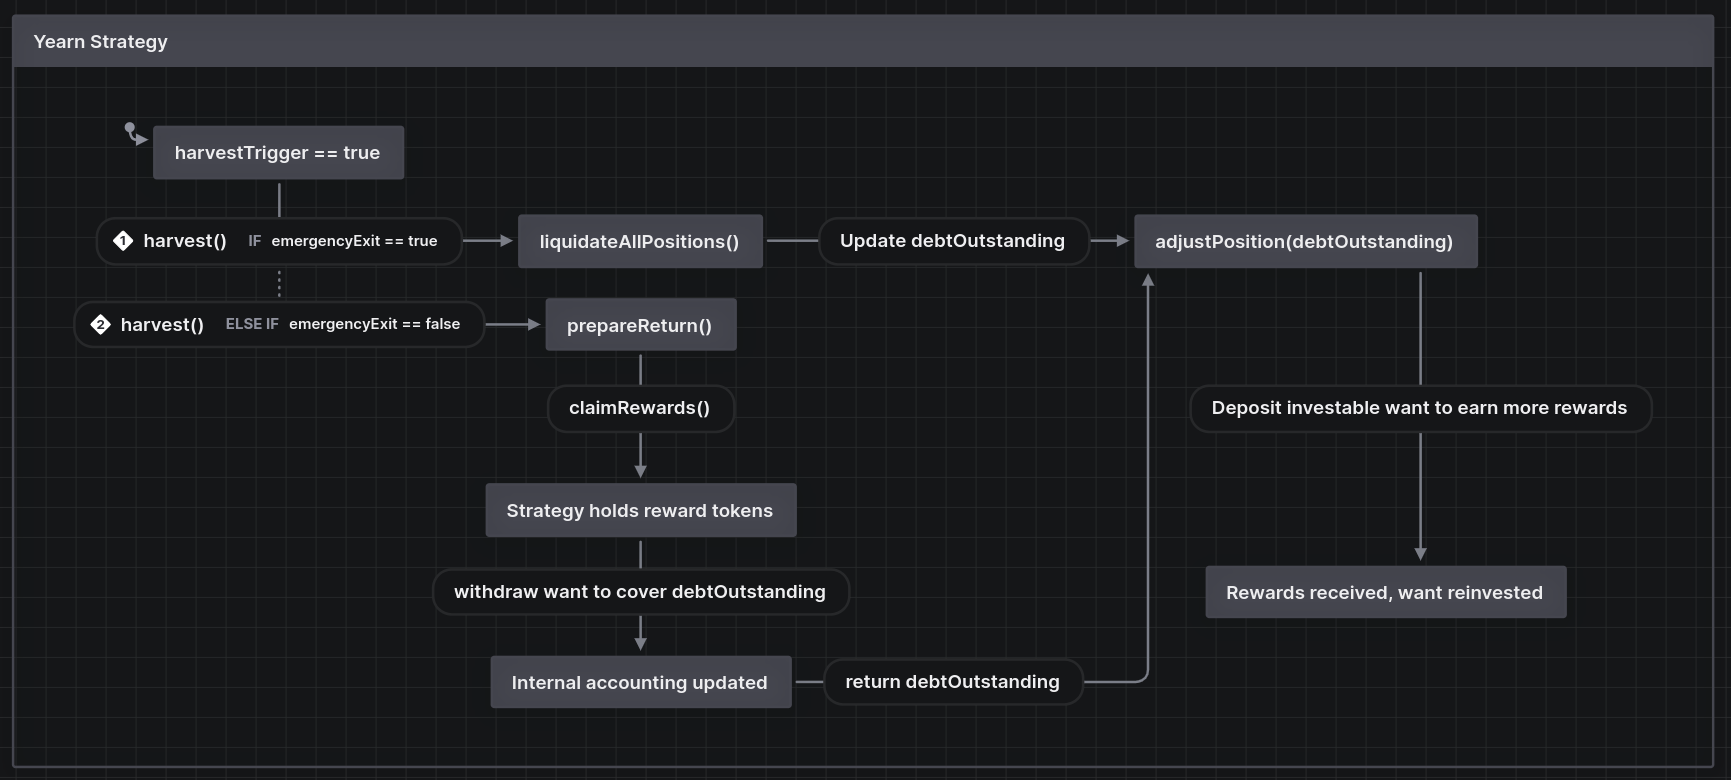 Yearn Strategy
harvestTrigger == true
1 harvest() IF emergencyExit == true
liquidateAllPositions()
Update debtOutstanding
adjustPosition(debtOutstanding)
2 harvest() ELSE IF emergencyExit == false
prepareReturn()
claimRewards()
Deposit investable want to earn more rewards
Strategy holds reward tokens
withdraw want to cover debtOutstanding
Rewards received, want reinvested
Internal accounting updated
return debtOutstanding